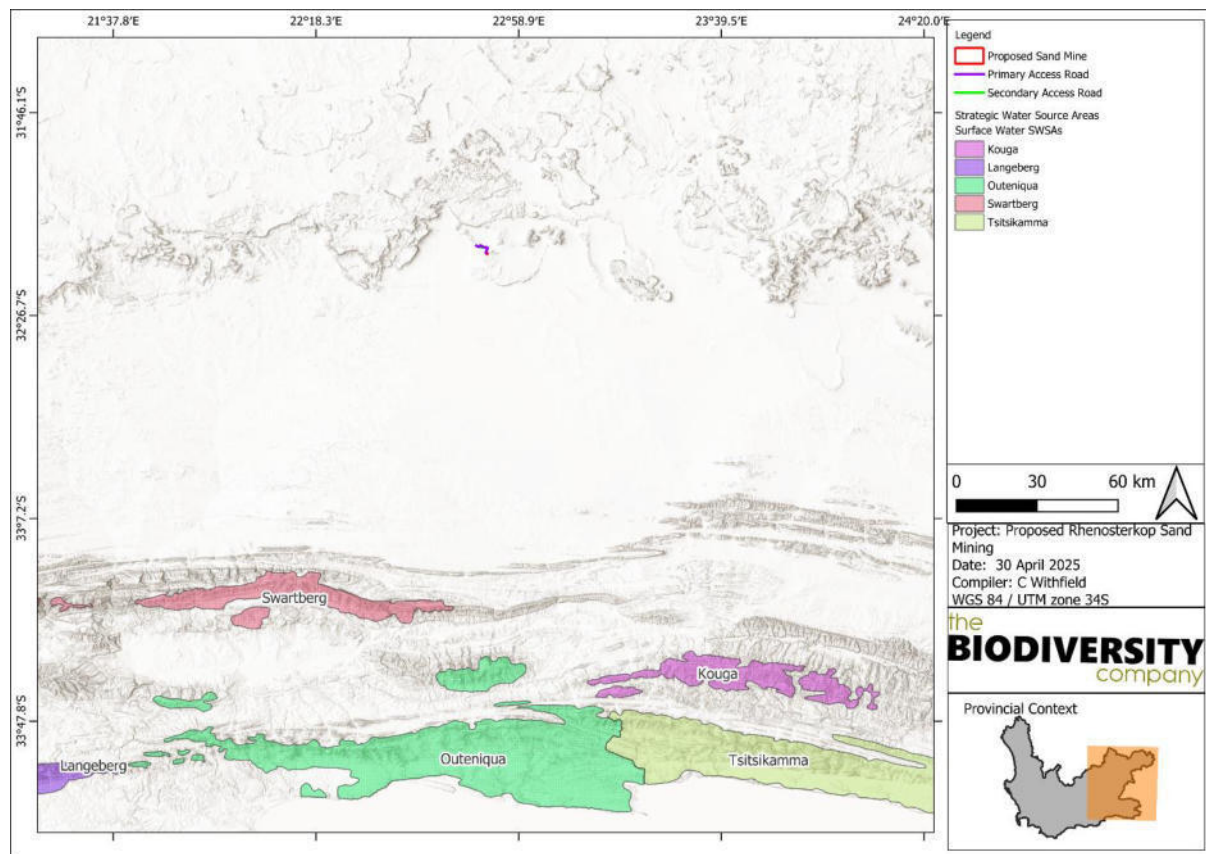 21°37.8'E 22°18.3'E 22°58.9'E 23°39.5'E 24°20.0'E
31°46.1'S
32°26.7'S
33°7.2'S
33°47.8'S
Swartberg
Kouga
Langeberg
Outeniqua
Tsitsikamma
Legend
Proposed Sand Mine
Primary Access Road
Secondary Access Road
Strategic Water Source Areas
Surface Water SWSAs
Kouga
Langeberg
Outeniqua
Swartberg
Tsitsikamma
0 30 60 km
Project: Proposed Rhenosterkop Sand
Mining
Date: 30 April 2025
Compiler: C Withfield
WGS 84 / UTM zone 34S
the
BIODIVERSITY
company
Provincial Context